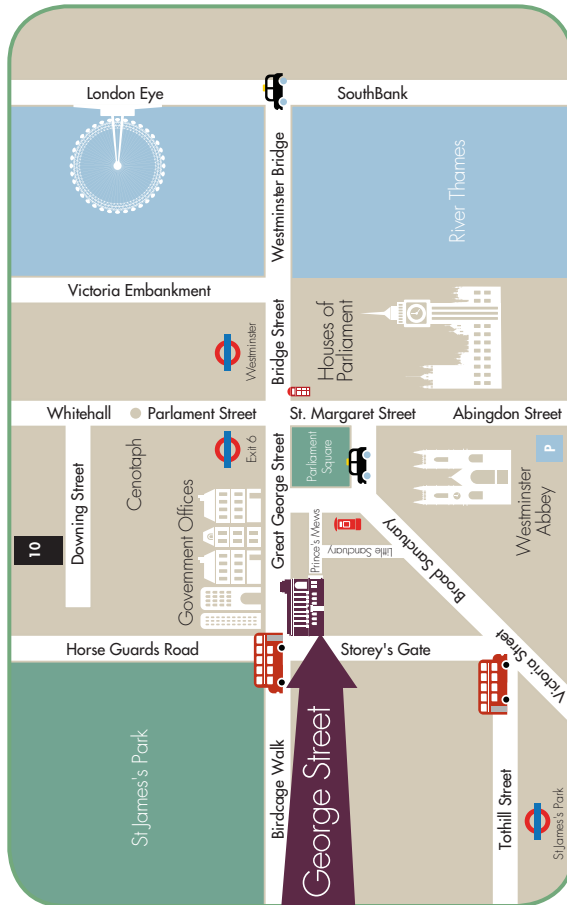 London Eye
SouthBank
Westminster Bridge
River Thames
Victoria Embankment
Bridge Street
Westminster
Houses of
Parliament
Whitehall
Parlament Street
St. Margaret Street
Abingdon Street
Downing Street
10
Cenotaph
Exit 6
Government Offices
Great George Street
Parliament
Square
P
Westminster
Abbey
Prince's Mews
Little Sanctuary
Broad Sanctuary
Horse Guards Road
Storey's Gate
Victoria Street
St James's Park
Birdcage Walk
George Street
Tothill Street
St James's Park